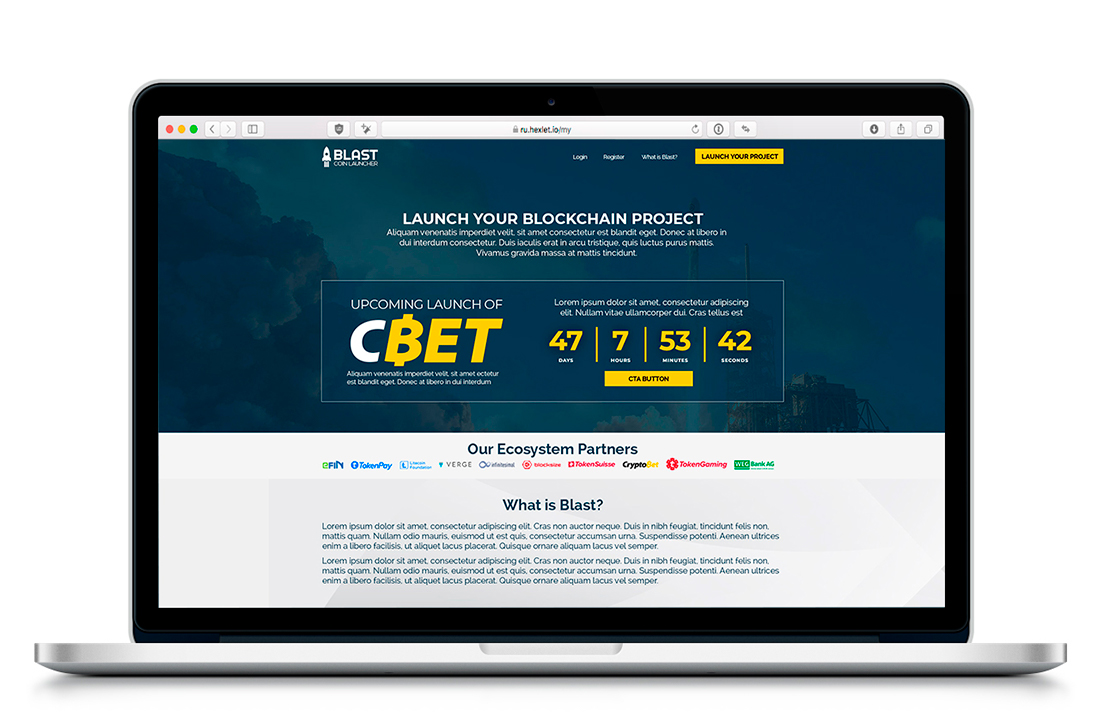 ru.hexlet.io/my
BLAST
COIN LAUNCHER
Login Register What is Blast? LAUNCH YOUR PROJECT
LAUNCH YOUR BLOCKCHAIN PROJECT
Aliquam venenatis imperdiet velit, sit amet consectetur est blandit eget. Donec at libero in
dui interdum consectetur. Duis iaculis erat in arcu tristique, quis luctus purus mattis.
Vivamus gravida massa at mattis tincidunt.
UPCOMING LAUNCH OF
C₿ET
Aliquam venenatis imperdiet velit, sit amet ectetur
est blandit eget. Donec at libero in dui interdum
Lorem ipsum dolor sit amet, consectetur adipiscing
elit. Nullam vitae ullamcorper dui. Cras tellus est
47 7 53 42
DAYS HOURS MINUTES SECONDS
CTA BUTTON
Our Ecosystem Partners
eFIN TokenPay Litecoin Foundation VERGE infinitesimal blocksize TokenSuisse CryptoBet TokenGaming WEG Bank AG
What is Blast?
Lorem ipsum dolor sit amet, consectetur adipiscing elit. Cras non auctor neque. Duis in nibh feugiat, tincidunt felis non,
mattis quam. Nullam odio mauris, euismod ut est quis, consectetur accumsan urna. Suspendisse potenti. Aenean ultrices
enim a libero facilisis, ut aliquet lacus placerat. Quisque ornare aliquam lacus vel semper.
Lorem ipsum dolor sit amet, consectetur adipiscing elit. Cras non auctor neque. Duis in nibh feugiat, tincidunt felis non,
mattis quam. Nullam odio mauris, euismod ut est quis, consectetur accumsan urna. Suspendisse potenti. Aenean ultrices
enim a libero facilisis, ut aliquet lacus placerat. Quisque ornare aliquam lacus vel semper.